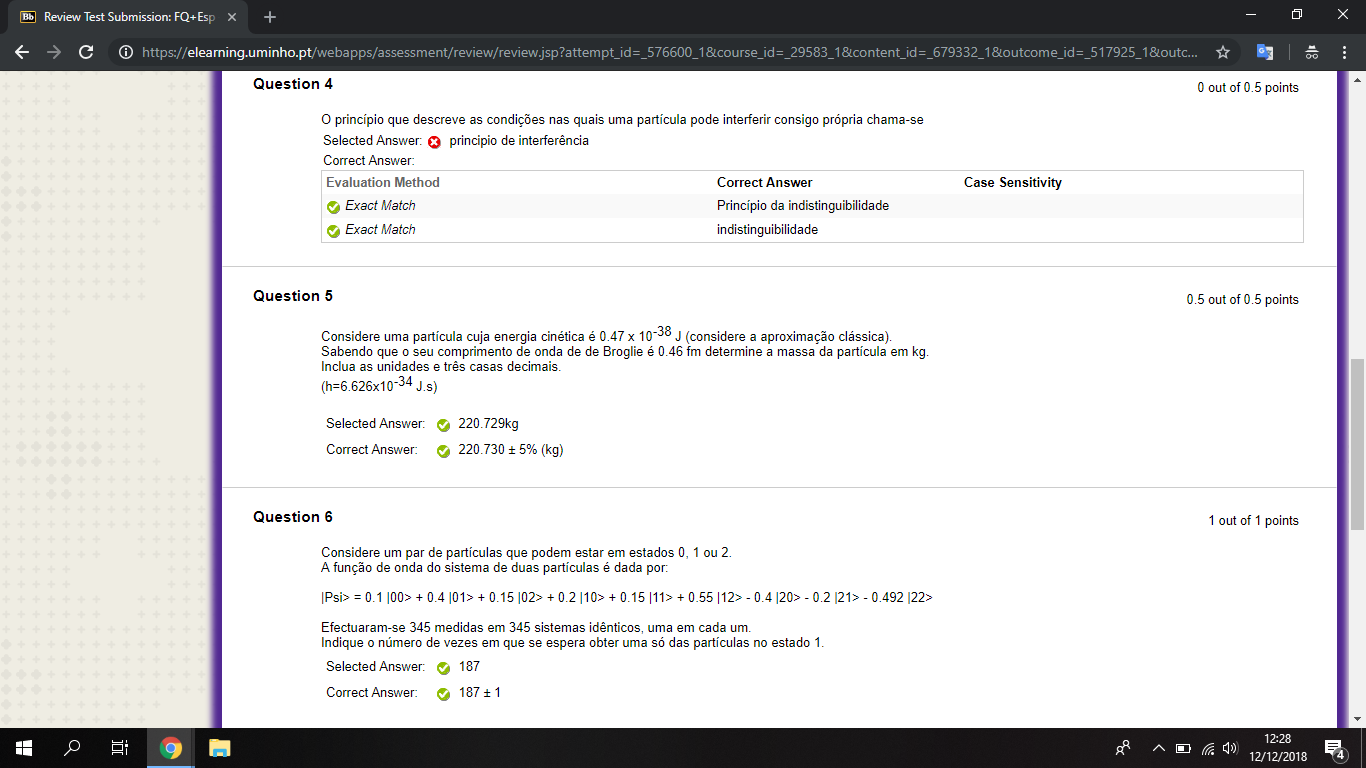 Review Test Submission: FQ+Esp
https://elearning.uminho.pt/webapps/assessment/review/review.jsp?attempt_id=_576600_1&course_id=_29583_1&content_id=_679332_1&outcome_id=_517925_1&outc...
Question 4
0 out of 0.5 points
O princípio que descreve as condições nas quais uma partícula pode interferir consigo própria chama-se
Selected Answer: principio de interferência
Correct Answer:
Evaluation Method Correct Answer Case Sensitivity
Exact Match Princípio da indistinguibilidade
Exact Match indistinguibilidade
Question 5
0.5 out of 0.5 points
Considere uma partícula cuja energia cinética é 0.47 x 10-38 J (considere a aproximação clássica).
Sabendo que o seu comprimento de onda de de Broglie é 0.46 fm determine a massa da partícula em kg.
Inclua as unidades e três casas decimais.
(h=6.626x10-34 J.s)
Selected Answer: 220.729kg
Correct Answer: 220.730 ± 5% (kg)
Question 6
1 out of 1 points
Considere um par de partículas que podem estar em estados 0, 1 ou 2.
A função de onda do sistema de duas partículas é dada por:
|Psi> = 0.1 |00> + 0.4 |01> + 0.15 |02> + 0.2 |10> + 0.15 |11> + 0.55 |12> - 0.4 |20> - 0.2 |21> - 0.492 |22>
Efectuaram-se 345 medidas em 345 sistemas idênticos, uma em cada um.
Indique o número de vezes em que se espera obter uma só das partículas no estado 1.
Selected Answer: 187
Correct Answer: 187 ± 1
12:28
12/12/2018
4